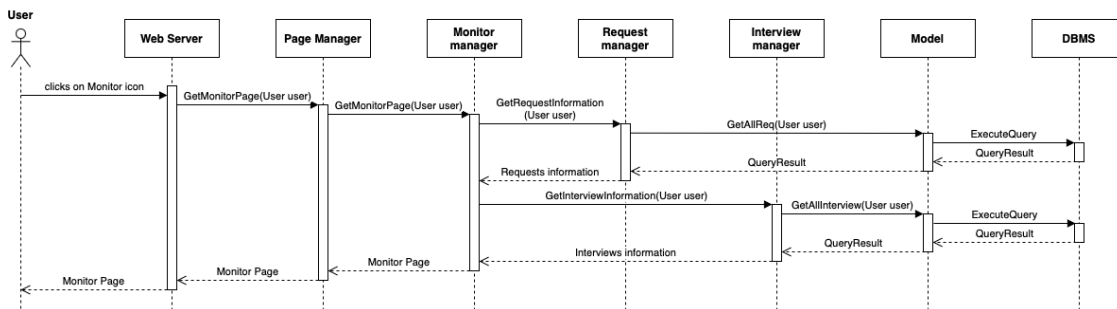 User
Web Server
Page Manager
Monitor
manager
Request
manager
Interview
manager
Model
DBMS
clicks on Monitor icon
GetMonitorPage(User user)
GetMonitorPage(User user)
GetRequestInformation
(User user)
GetAllReq(User user)
ExecuteQuery
QueryResult
QueryResult
Requests information
GetInterviewInformation(User user)
GetAllInterview(User user)
ExecuteQuery
QueryResult
QueryResult
Interviews information
Monitor Page
Monitor Page
Monitor Page